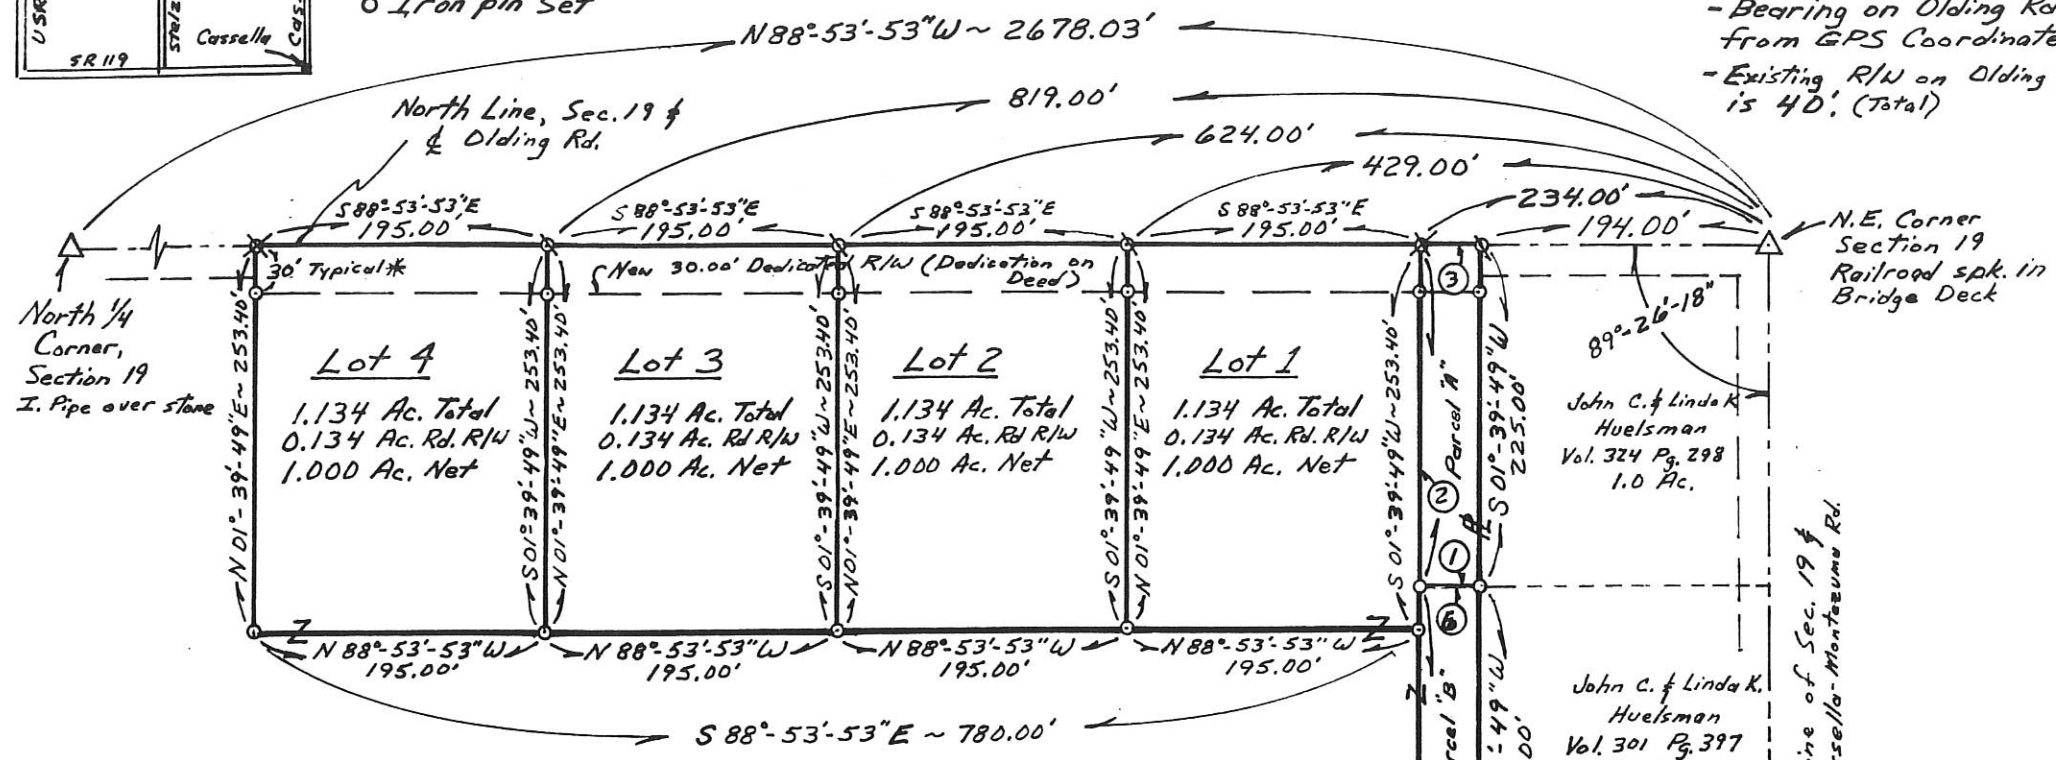 USR
Stelz
Cassella
Cas
SR 119
O Iron pin Set
N88°-53'-53"W ~ 2678.03'
- Bearing on Olding Rd
from GPS Coordinate
- Existing R/W on Olding
is 40'. (Total)
North Line, Sec. 19 &
℄ Olding Rd.
819.00'
624.00'
429.00'
234.00'
194.00'
S 88°-53'-53"E
195.00'
S 88°-53'-53"E
195.00'
S 88°-53'-53"E
195.00'
S 88°-53'-53"E
195.00'
N.E. Corner
Section 19
Railroad spk. in
Bridge Deck
North 1/4
Corner,
Section 19
I. Pipe over stone
30' Typical*
New 30.00' Dedicated R/W (Dedication on
Deed)
3
89°-26'-18"
N 01°-39'-49"E ~ 253.40'
Lot 4
1.134 Ac. Total
0.134 Ac. Rd. R/W
1.000 Ac. Net
S 01°-39'-49"W ~ 253.40'
N 01°-39'-49"E ~ 253.40'
Lot 3
1.134 Ac. Total
0.134 Ac. Rd R/W
1.000 Ac. Net
S 01°-39'-49"W ~ 253.40'
N 01°-39'-49"E ~ 253.40'
Lot 2
1.134 Ac. Total
0.134 Ac. Rd R/W
1.000 Ac. Net
S 01°-39'-49"W ~ 253.40'
N 01°-39'-49"E ~ 253.40'
Lot 1
1.134 Ac. Total
0.134 Ac. Rd R/W
1.000 Ac. Net
S 01°-39'-49"W ~ 253.40'
Parcel "A"
2
1
6
S 01°-39'-49"W
225.00'
John C. & Linda K
Huelsman
Vol. 324 Pg. 298
1.0 Ac.
N 88°-53'-53"W
195.00'
N 88°-53'-53"W
195.00'
N 88°-53'-53"W
195.00'
N 88°-53'-53"W
195.00'
S 88°-53'-53"E ~ 780.00'
rcel "B"
'-49"W
00'
John C. & Linda K.
Huelsman
Vol. 301 Pg. 397
ine of Sec. 19 &
sella-Montezuma Rd.